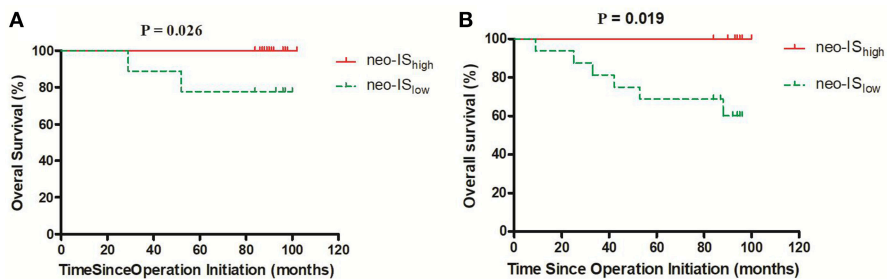 A
P = 0.026
100
80
60
40
20
0
Overal Survival (%)
0 20 40 60 80 100 120
TimeSinceOperation Initiation (months)
neo-IShigh
neo-ISlow
B
P = 0.019
100
80
60
40
20
0
Overall survival (%)
0 20 40 60 80 100 120
Time Since Operation Initiation (months)
neo-IShigh
neo-ISlow